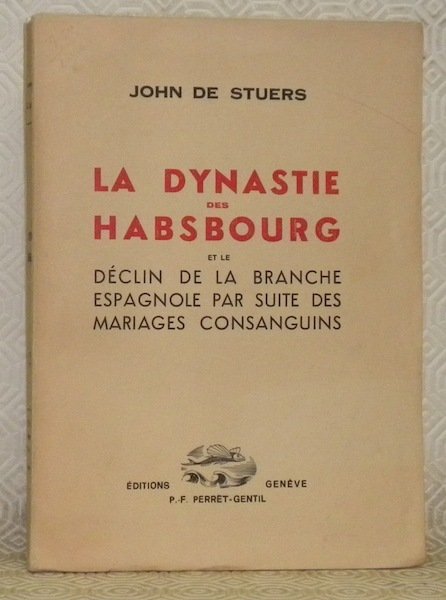 JOHN DE STUERS
LA DYNASTIE
DES
HABSBOURG
ET LE
DÉCLIN DE LA BRANCHE
ESPAGNOLE PAR SUITE DES
MARIAGES CONSANGUINS
ÉDITIONS GENÈVE
P.-F. PERRET-GENTIL